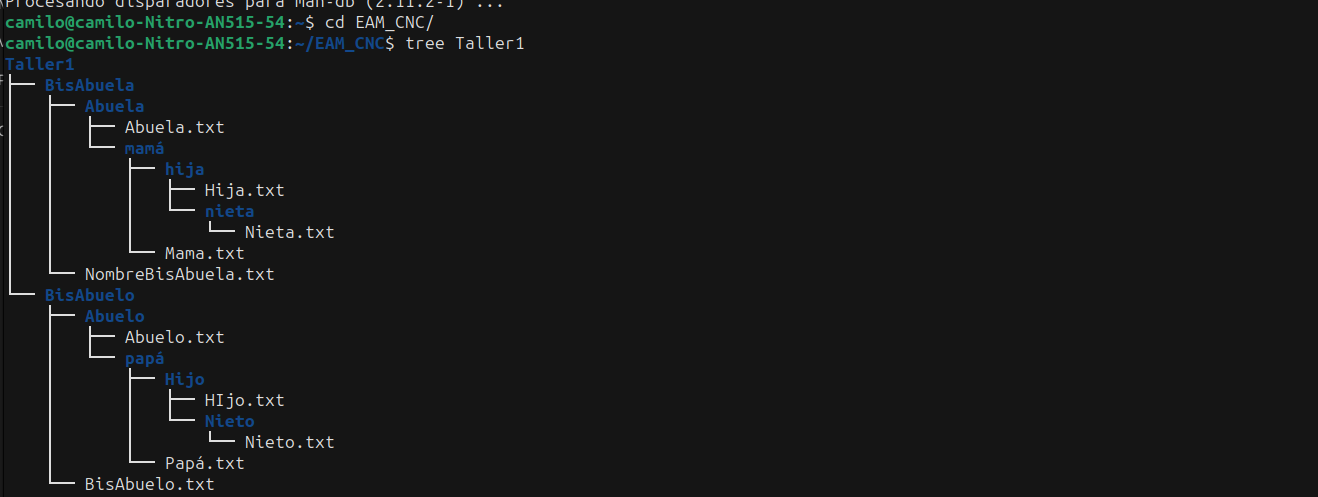 Procesando disparadores para man-db (2.11.2-1) ...
camilo@camilo-Nitro-AN515-54:~$ cd EAM_CNC/
camilo@camilo-Nitro-AN515-54:~/EAM_CNC$ tree Taller1
Taller1
├── BisAbuela
│   ├── Abuela
│   │   ├── Abuela.txt
│   │   └── mamá
│   │       ├── hija
│   │       │   ├── Hija.txt
│   │       │   └── nieta
│   │       │       └── Nieta.txt
│   │       └── Mama.txt
│   └── NombreBisAbuela.txt
└── BisAbuelo
    ├── Abuelo
    │   ├── Abuelo.txt
    │   └── papá
    │       ├── Hijo
    │       │   ├── HIjo.txt
    │       │   └── Nieto
    │       │       └── Nieto.txt
    │       └── Papá.txt
    └── BisAbuelo.txt